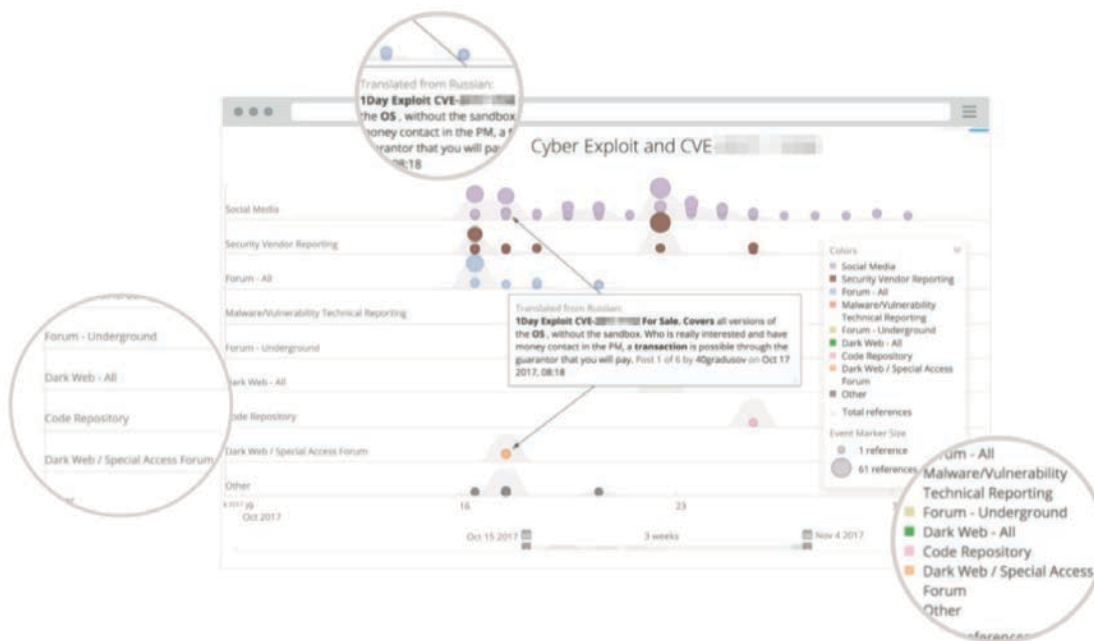 Translated from Russian:
1Day Exploit CVE-
the OS , without the sandbox
money contact in the PM, a
guarantor that you will pay
08:18
Cyber Exploit and CVE-
Social Media
Security Vendor Reporting
Forum - All
Malware/Vulnerability Technical Reporting
Forum - Underground
Dark Web - All
Code Repository
Dark Web / Special Access Forum
Other
Translated from Russian:
1Day Exploit CVE- For Sale. Covers all versions of
the OS , without the sandbox. Who is really interested and have
money contact in the PM, a transaction is possible through the
guarantor that you will pay. Post 1 of 6 by 40gradusov on Oct 17
2017, 08:18
Colors
Social Media
Security Vendor Reporting
Forum - All
Malware/Vulnerability
Technical Reporting
Forum - Underground
Dark Web - All
Code Repository
Dark Web / Special Access
Forum
Other
Total references
Event Marker Size
1 reference
61 references
16
23
Oct 2017
Oct 15 2017
3 weeks
Nov 4 2017
Forum - Underground
Dark Web - All
Code Repository
Dark Web / Special Access Forum
Forum - All
Malware/Vulnerability
Technical Reporting
Forum - Underground
Dark Web - All
Code Repository
Dark Web / Special Access
Forum
Other